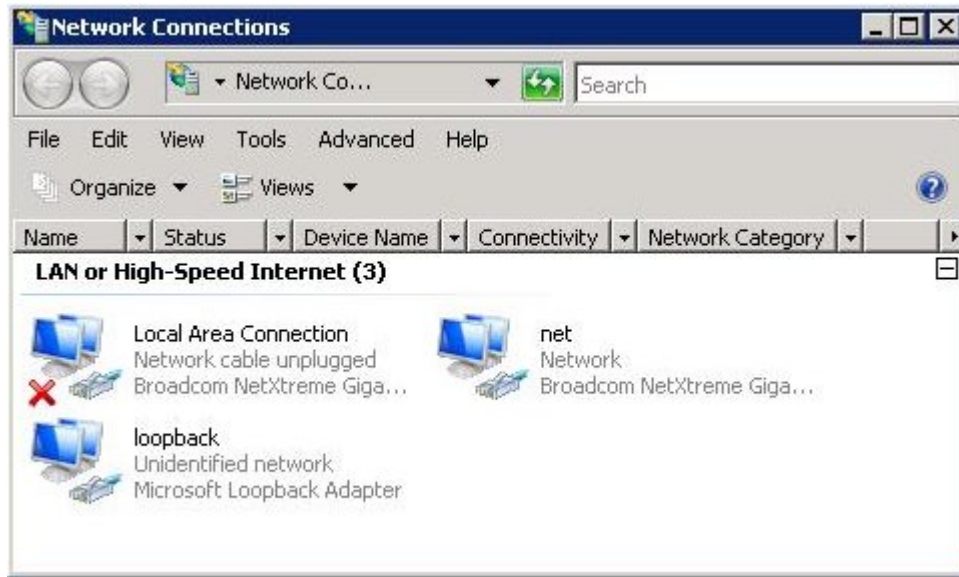 Network Connections
Network Co...
Search
File Edit View Tools Advanced Help
Organize Views
Name Status Device Name Connectivity Network Category
LAN or High-Speed Internet (3)
Local Area Connection
Network cable unplugged
Broadcom NetXtreme Giga...
net
Network
Broadcom NetXtreme Giga...
loopback
Unidentified network
Microsoft Loopback Adapter